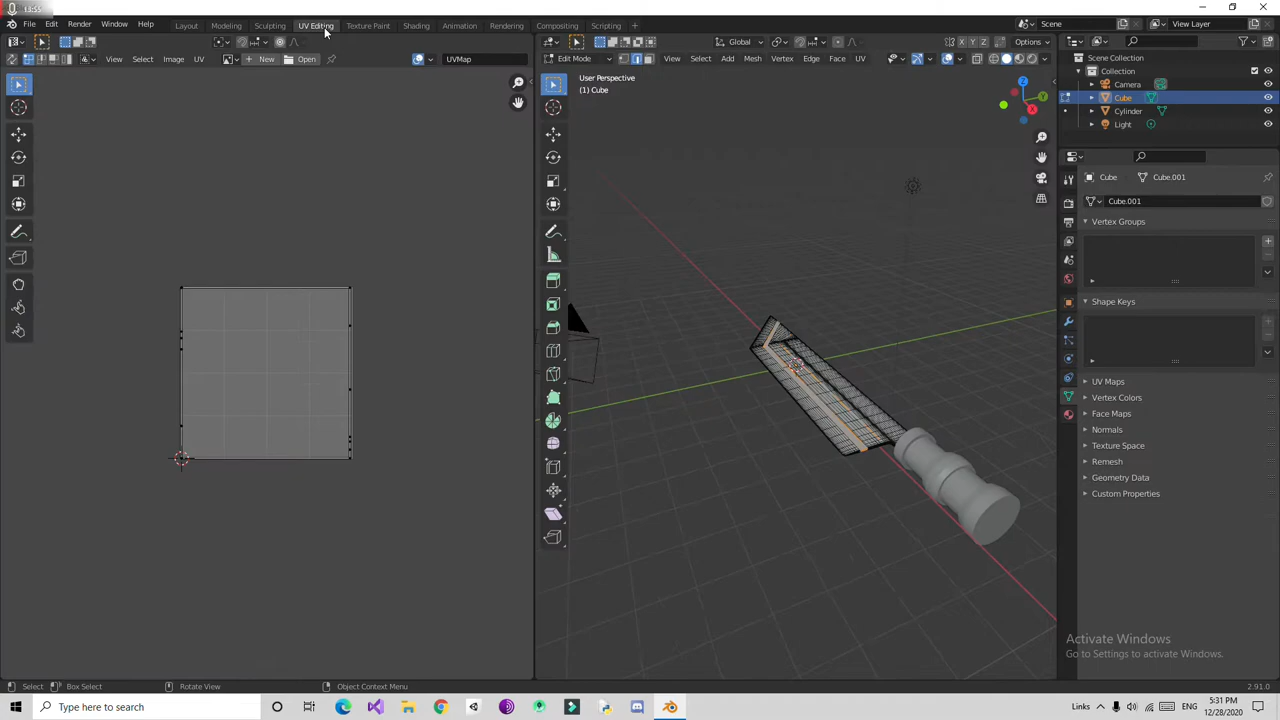 13:55
File Edit Render Window Help Layout Modeling Sculpting UV Editing Texture Paint Shading Animation Rendering Compositing Scripting + Scene View Layer
Global X Y Z Options
View Select Image UV New Open UVMap Edit Mode View Select Add Mesh Vertex Edge Face UV
User Perspective
(1) Cube
Scene Collection
Collection
Camera
Cube
Cylinder
Light
Z
Y
X
Cube Cube.001
Cube.001
Vertex Groups
Shape Keys
UV Maps
Vertex Colors
Face Maps
Normals
Texture Space
Remesh
Geometry Data
Custom Properties
Activate Windows
Go to Settings to activate Windows.
Select Box Select Rotate View Object Context Menu 2.91.0
Type here to search Links ENG 5:31 PM
12/28/2020